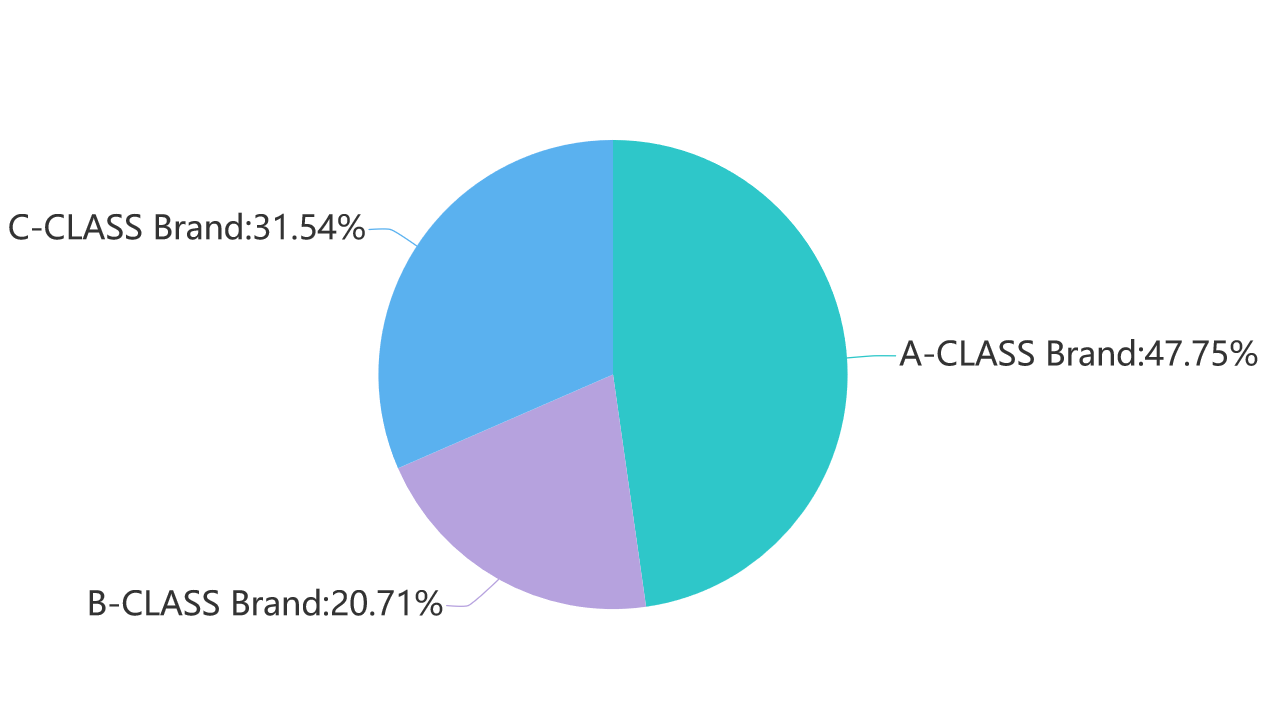 C-CLASS Brand:31.54%
A-CLASS Brand:47.75%
B-CLASS Brand:20.71%